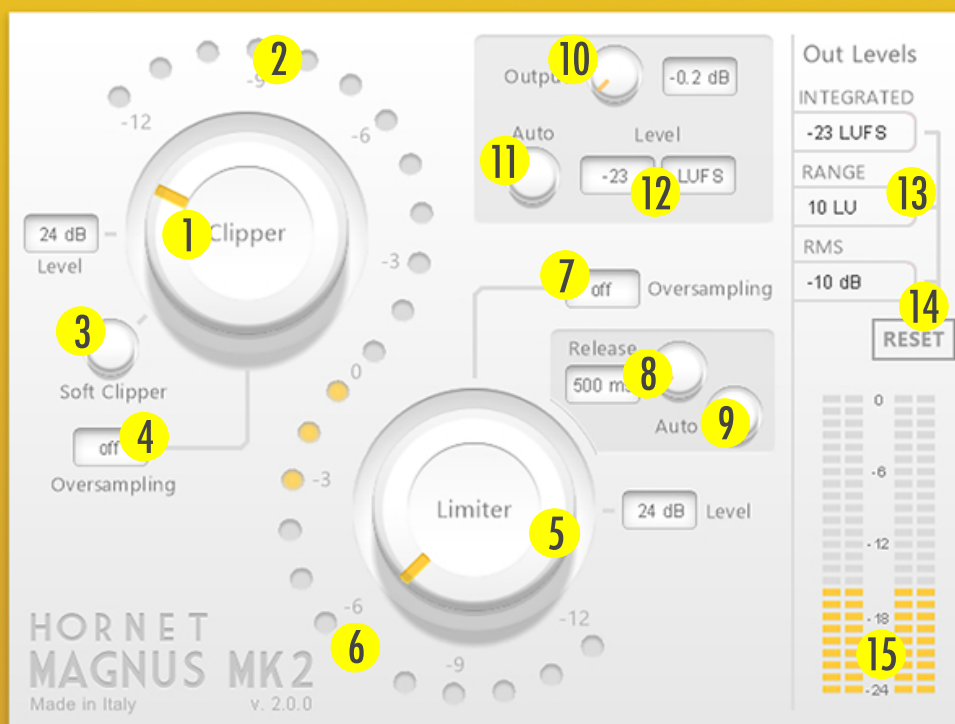 2
-9
-12
-6
1
Clipper
24 dB
Level
-3
3
Soft Clipper
0
4
off
Oversampling
-3
10
-0.2 dB
Auto
Level
11
-23
12
LUFS
7
off
Oversampling
Release
500
8
Auto
9
Limiter
5
24 dB
Level
-6
6
-9
-12
Out Levels
INTEGRATED
-23 LUFS
RANGE
10 LU
13
RMS
-10 dB
14
RESET
0
-6
-12
-18
15
-24
HORNET
MAGNUS MK2
Made in Italy v. 2.0.0